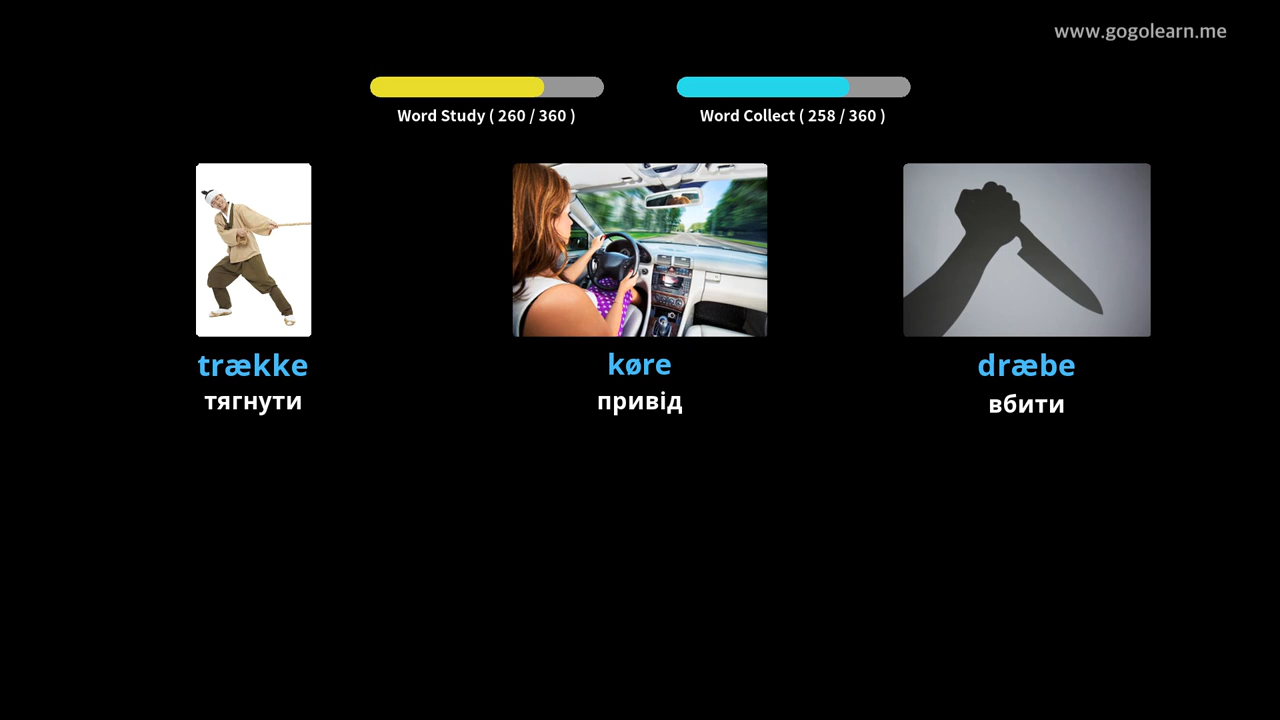 www.gogolearn.me
Word Study ( 260 / 360 )
Word Collect ( 258 / 360 )
trække
køre
dræbe
тягнути
привід
вбити